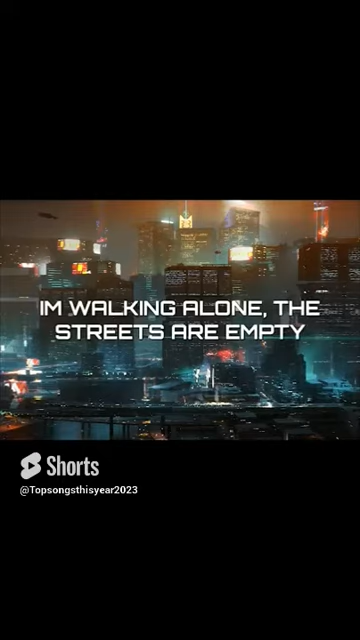 IM WALKING ALONE, THE
STREETS ARE EMPTY
Shorts
@Topsongsthisyear2023